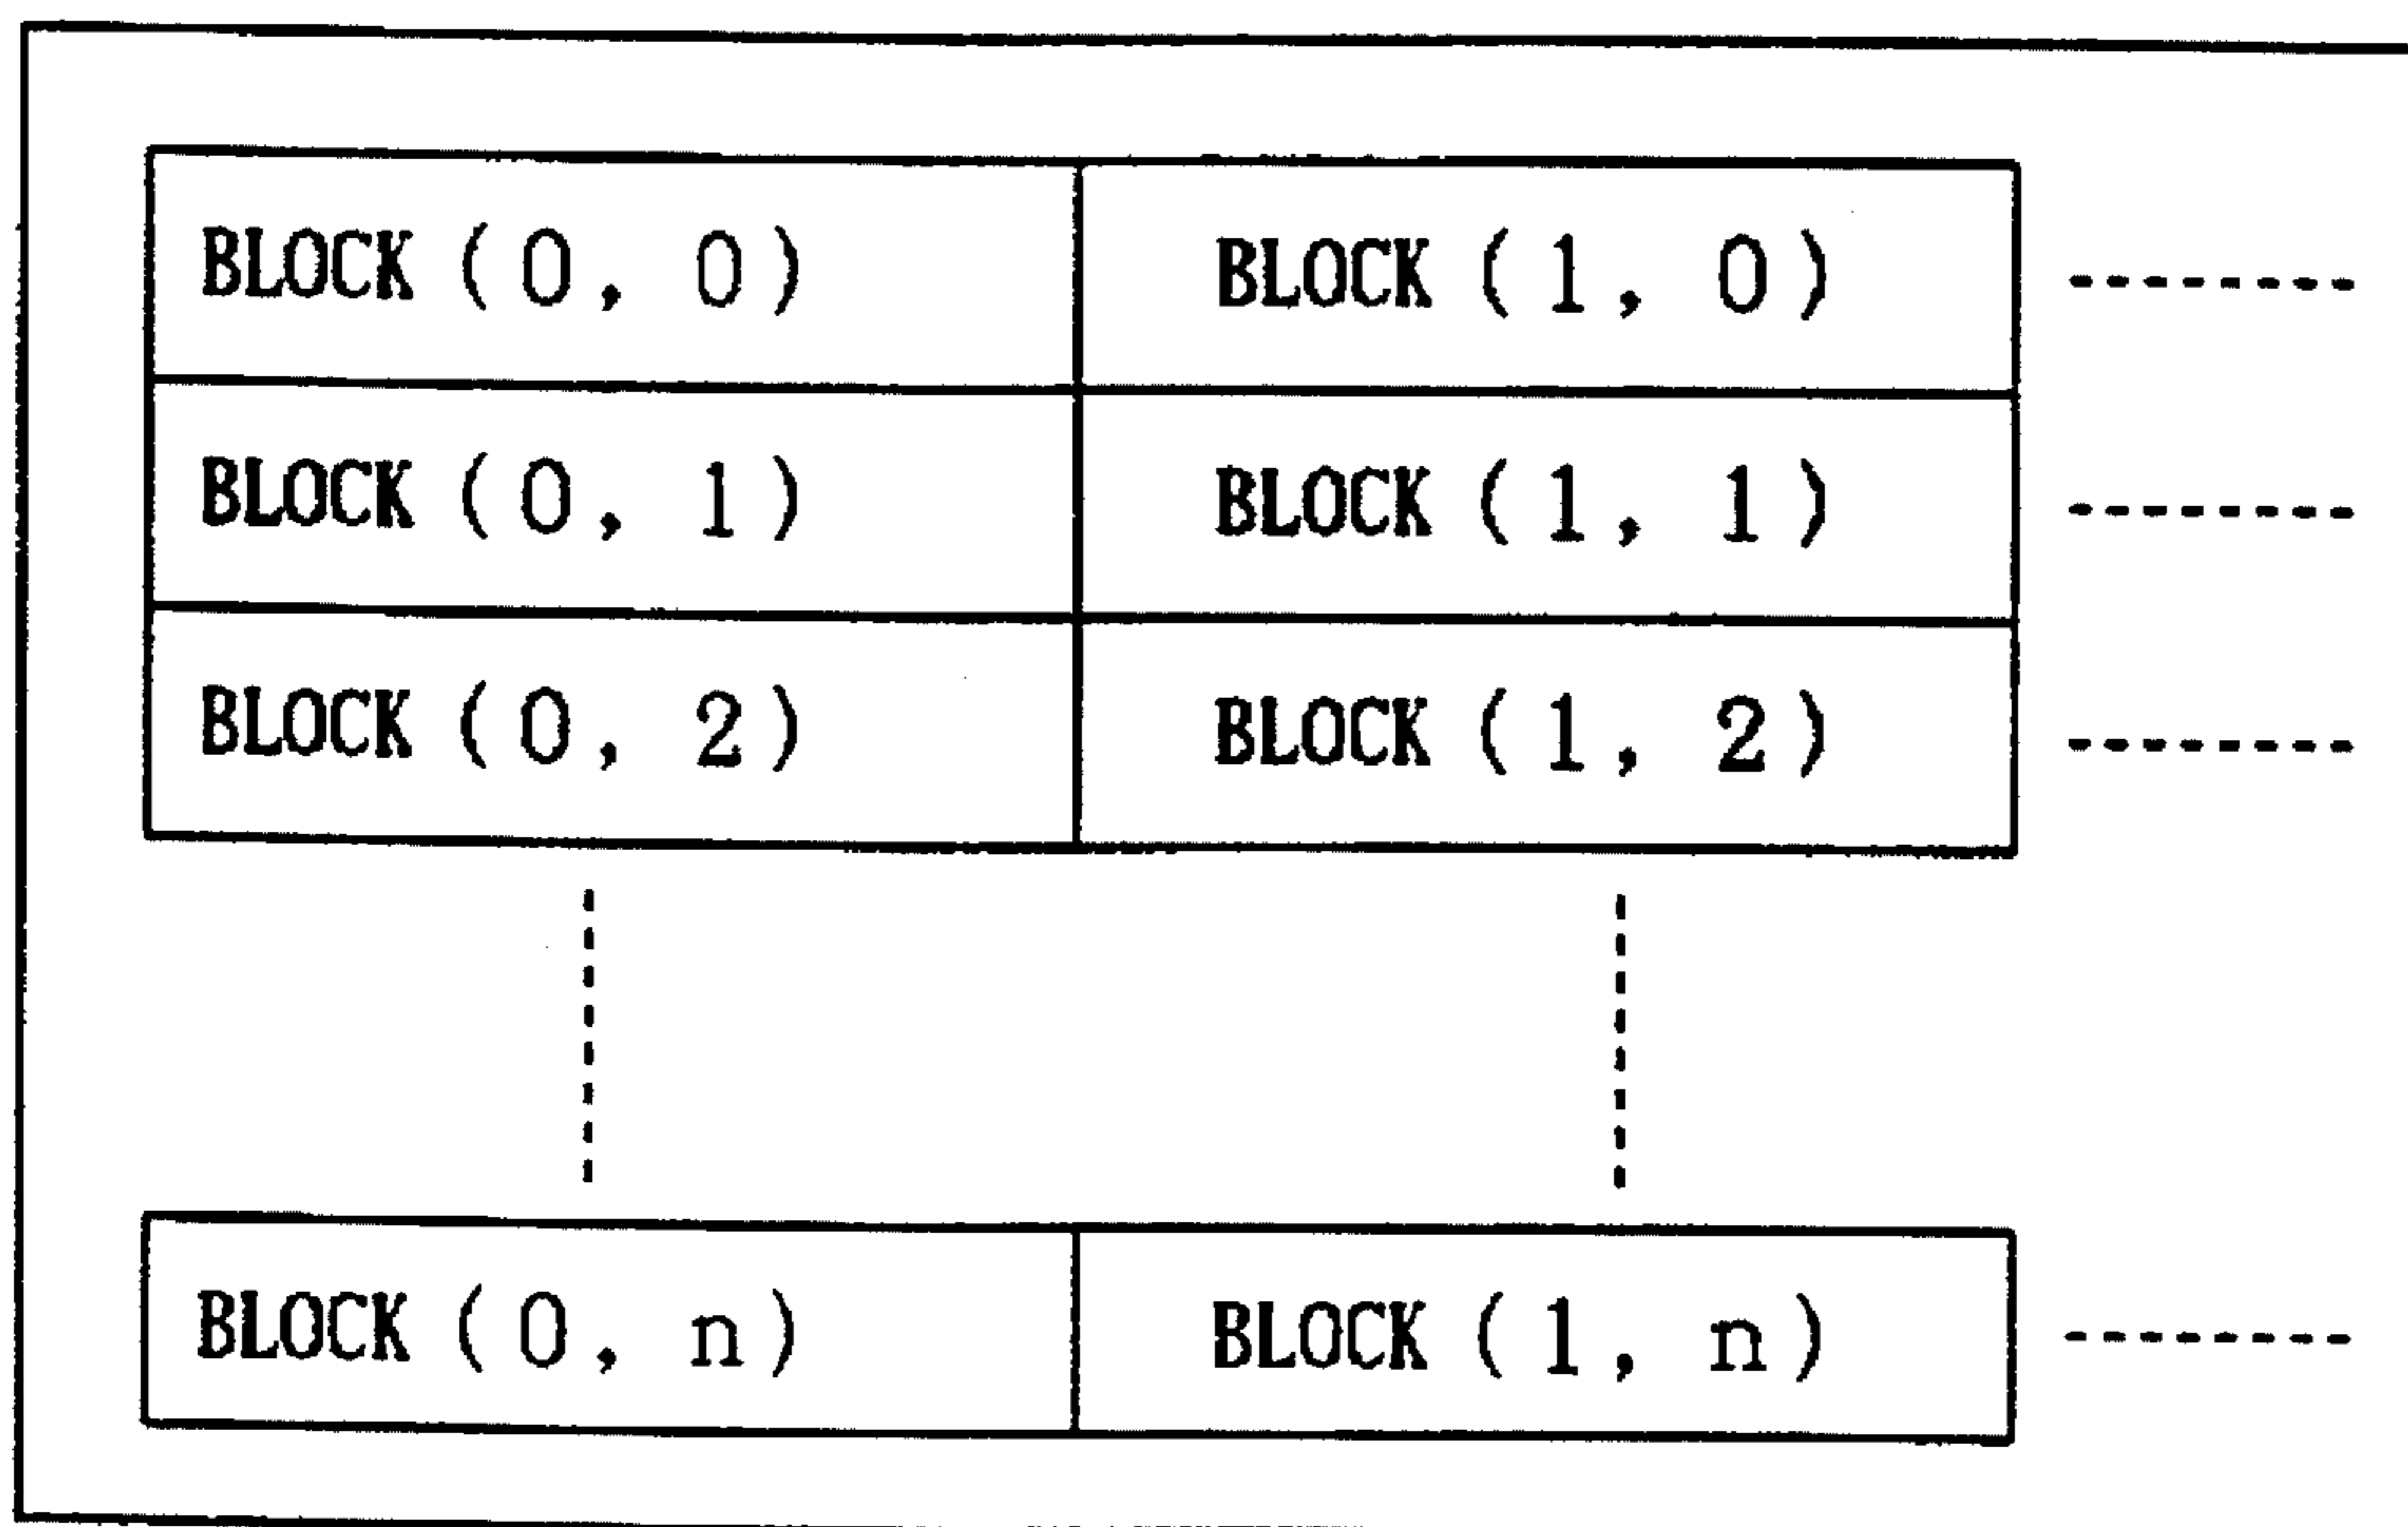 BLOCK (0, 0) BLOCK (1, 0)
BLOCK (0, 1) BLOCK (1, 1)
BLOCK (0, 2) BLOCK (1, 2)
BLOCK (0, n) BLOCK (1, n)